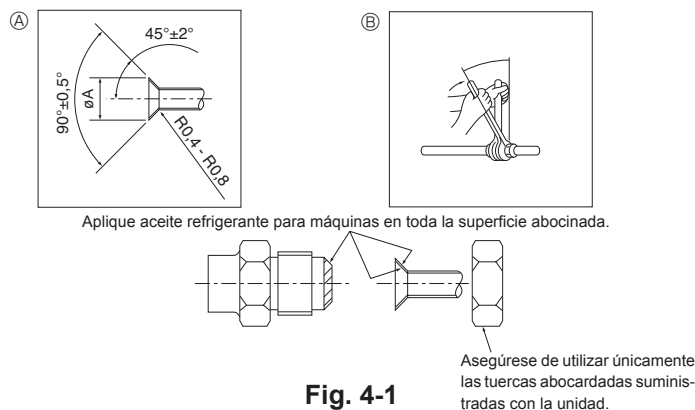 Ⓐ
45°±2°
90°±0,5°
øA
R0,4 - R0,8
Ⓑ
Aplique aceite refrigerante para máquinas en toda la superficie abocinada.
Asegúrese de utilizar únicamente
las tuercas abocardadas suminis-
tradas con la unidad.
Fig. 4-1